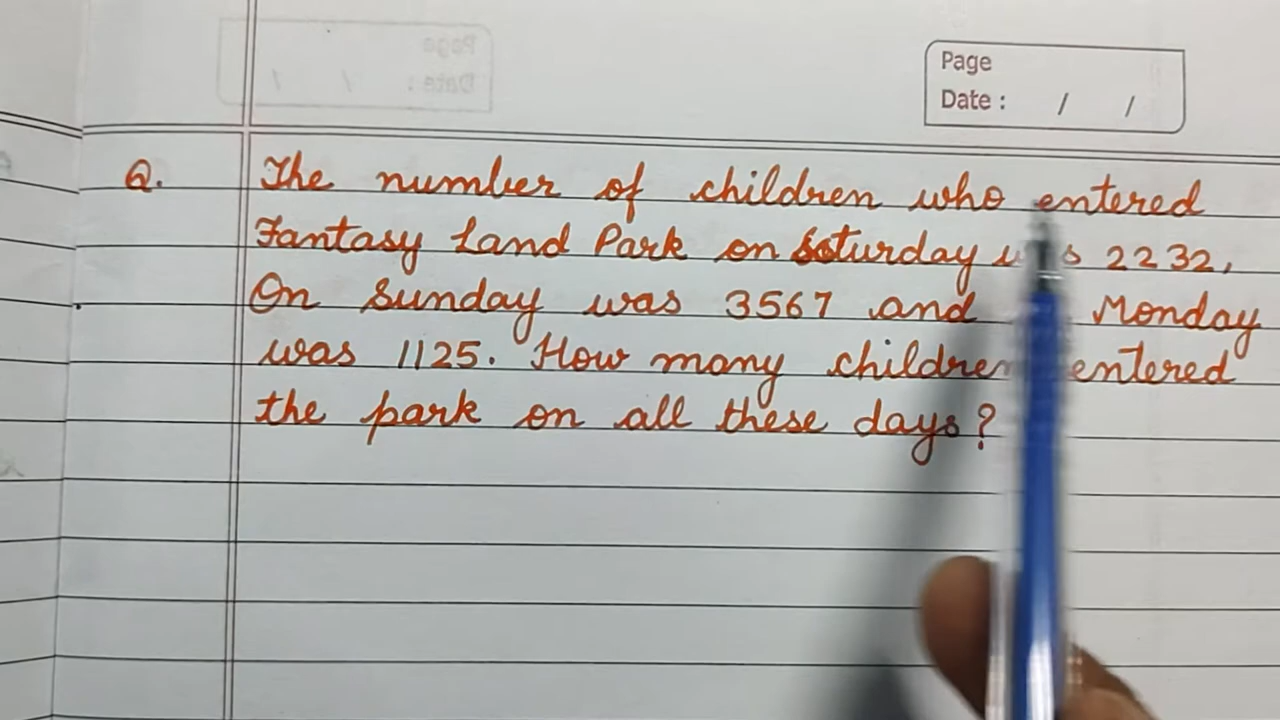 Page
Date : / /
Q. The number of children who entered
Fantasy Land Park on Saturday 2232,
On Sunday was 3567 and Monday
was 1125. How many children entered
the park on all these days?